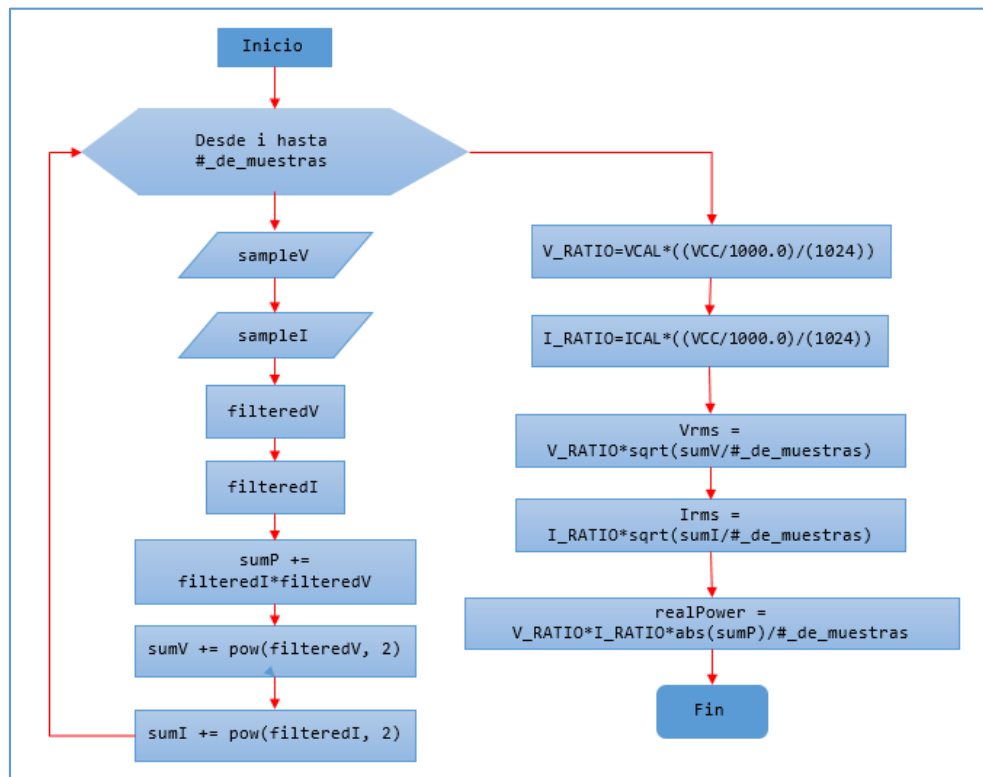 Inicio
Desde i hasta
#_de_muestras
sampleV
sampleI
filteredV
filteredI
sumP +=
filteredI*filteredV
sumV += pow(filteredV, 2)
sumI += pow(filteredI, 2)
V_RATIO=VCAL*((VCC/1000.0)/(1024))
I_RATIO=ICAL*((VCC/1000.0)/(1024))
Vrms =
V_RATIO*sqrt(sumV/#_de_muestras)
Irms =
I_RATIO*sqrt(sumI/#_de_muestras)
realPower =
V_RATIO*I_RATIO*abs(sumP)/#_de_muestras
Fin